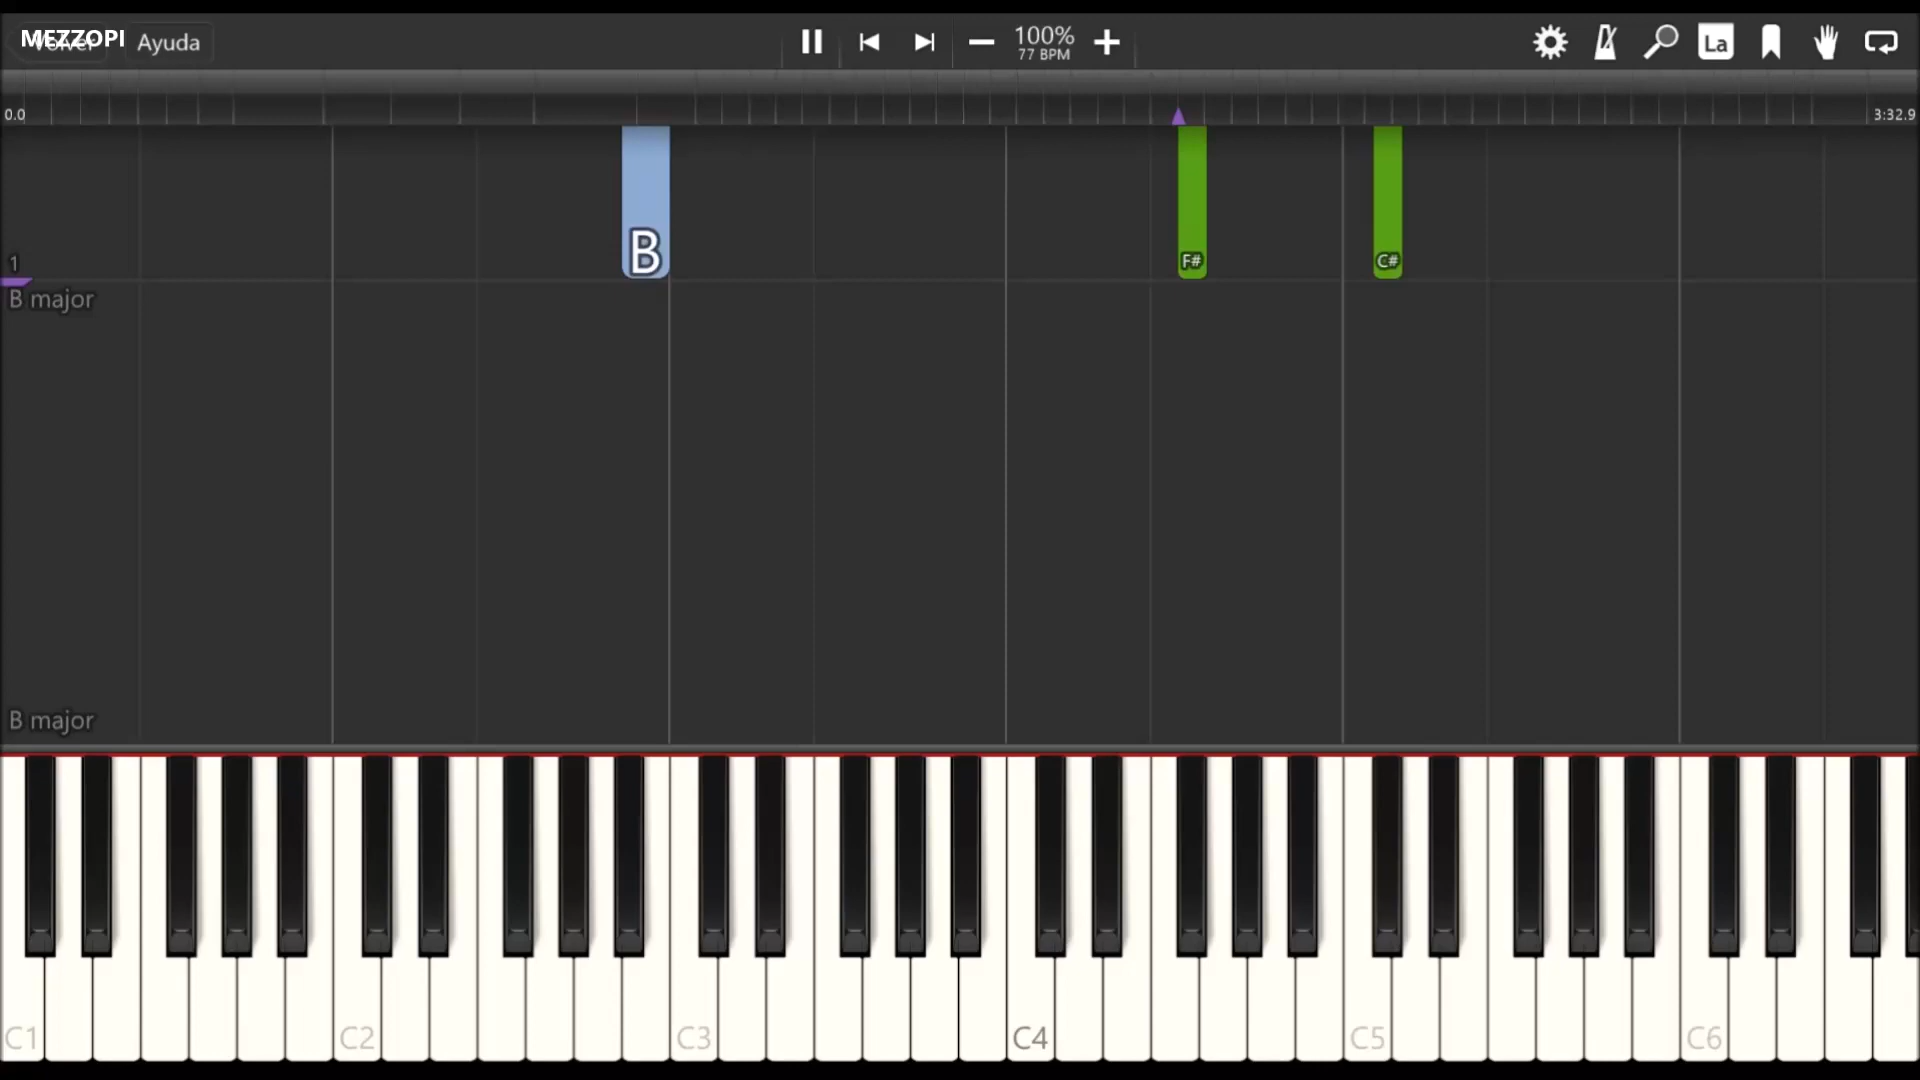 MEZZOPI
Volver
Ayuda
100%
77 BPM
La
0.0
3:32.9
B
F#
C#
1
B major
B major
C1
C2
C3
C4
C5
C6